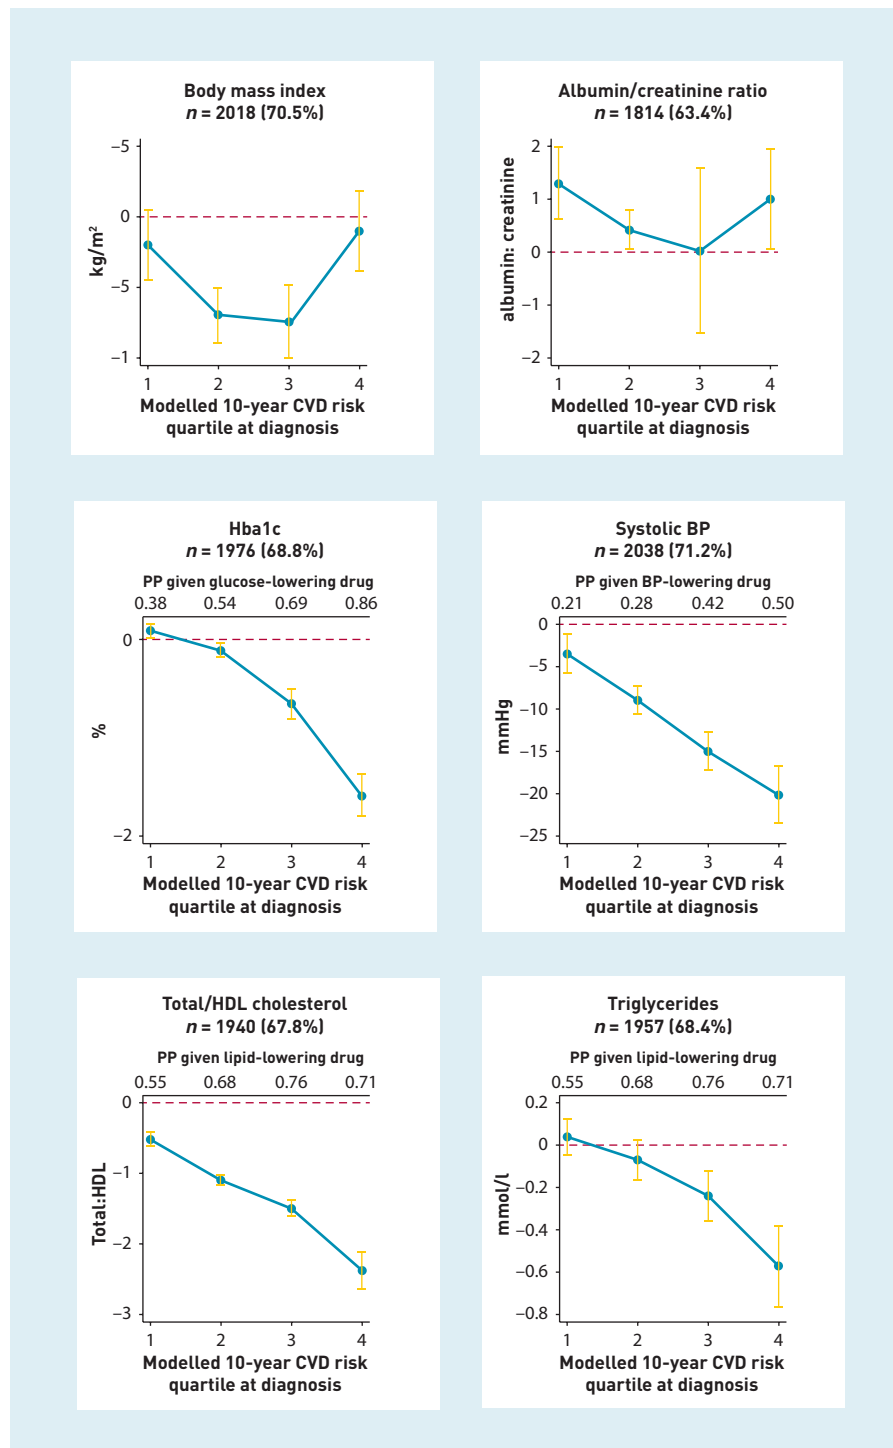 Body mass index
n = 2018 (70.5%)
–5
0
–5
–1
kg/m²
1 2 3 4
Modelled 10-year CVD risk
quartile at diagnosis
Albumin/creatinine ratio
n = 1814 (63.4%)
2
1
0
–1
–2
albumin: creatinine
1 2 3 4
Modelled 10-year CVD risk
quartile at diagnosis
Hba1c
n = 1976 (68.8%)
PP given glucose-lowering drug
0.38 0.54 0.69 0.86
0
–2
%
1 2 3 4
Modelled 10-year CVD risk
quartile at diagnosis
Systolic BP
n = 2038 (71.2%)
PP given BP-lowering drug
0.21 0.28 0.42 0.50
0
–5
–10
–15
–20
–25
mmHg
1 2 3 4
Modelled 10-year CVD risk
quartile at diagnosis
Total/HDL cholesterol
n = 1940 (67.8%)
PP given lipid-lowering drug
0.55 0.68 0.76 0.71
0
–1
–2
–3
Total:HDL
1 2 3 4
Modelled 10-year CVD risk
quartile at diagnosis
Triglycerides
n = 1957 (68.4%)
PP given lipid-lowering drug
0.55 0.68 0.76 0.71
0.2
0
–0.2
–0.4
–0.6
–0.8
mmol/l
1 2 3 4
Modelled 10-year CVD risk
quartile at diagnosis